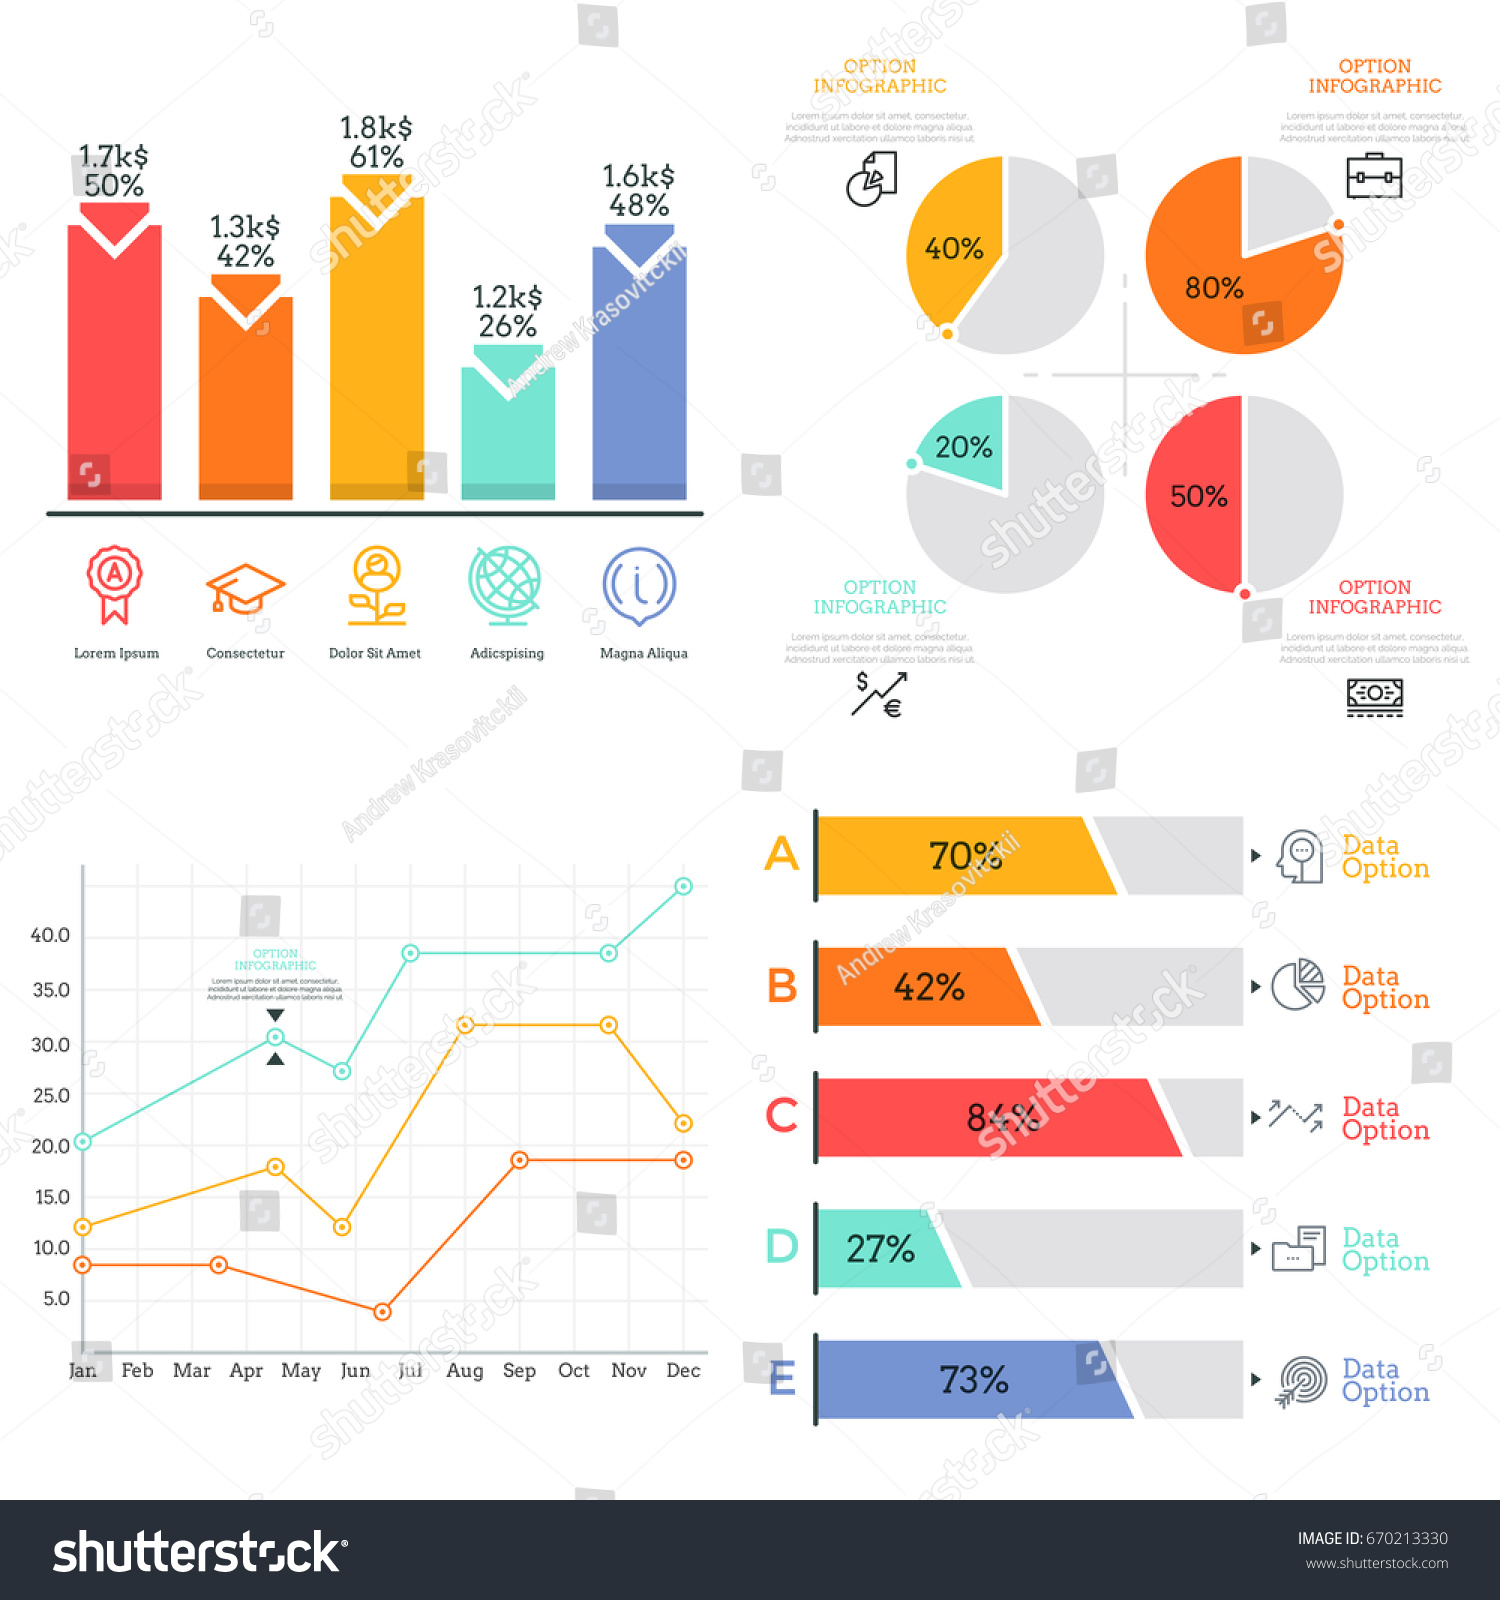 1.7k$
50%
1.3k$
42%
1.8k$
61%
1.2k$
26%
1.6k$
48%
Lorem Ipsum
Consectetur
Dolor Sit Amet
Adicspising
Magna Aliqua
OPTION
INFOGRAPHIC
Lorem ipsum dolor sit amet, consectetur,
incididunt ut labore et dolore magna aliqua.
Adnostrud xercitation ullamco laboris nisi ut
40%
OPTION
INFOGRAPHIC
Lorem ipsum dolor sit amet, consectetur,
incididunt ut labore et dolore magna aliqua.
Adnostrud xercitation ullamco laboris nisi ut
80%
20%
OPTION
INFOGRAPHIC
Lorem ipsum dolor sit amet, consectetur,
incididunt ut labore et dolore magna aliqua.
Adnostrud xercitation ullamco laboris nisi ut
$
€
50%
OPTION
INFOGRAPHIC
Lorem ipsum dolor sit amet, consectetur,
incididunt ut labore et dolore magna aliqua.
Adnostrud xercitation ullamco laboris nisi ut
40.0
35.0
30.0
25.0
20.0
15.0
10.0
5.0
OPTION
INFOGRAPHIC
Lorem ipsum dolor sit amet, consectetur,
incididunt ut labore et dolore magna aliqua.
Adnostrud xercitation ullamco laboris nisi ut
Jan Feb Mar Apr May Jun Jul Aug Sep Oct Nov Dec
A
70%
Data
Option
B
42%
Data
Option
C
84%
Data
Option
D
27%
Data
Option
E
73%
Data
Option
shutterstock
Andrew Krasovitckii
shutterstock
IMAGE ID: 670213330
www.shutterstock.com